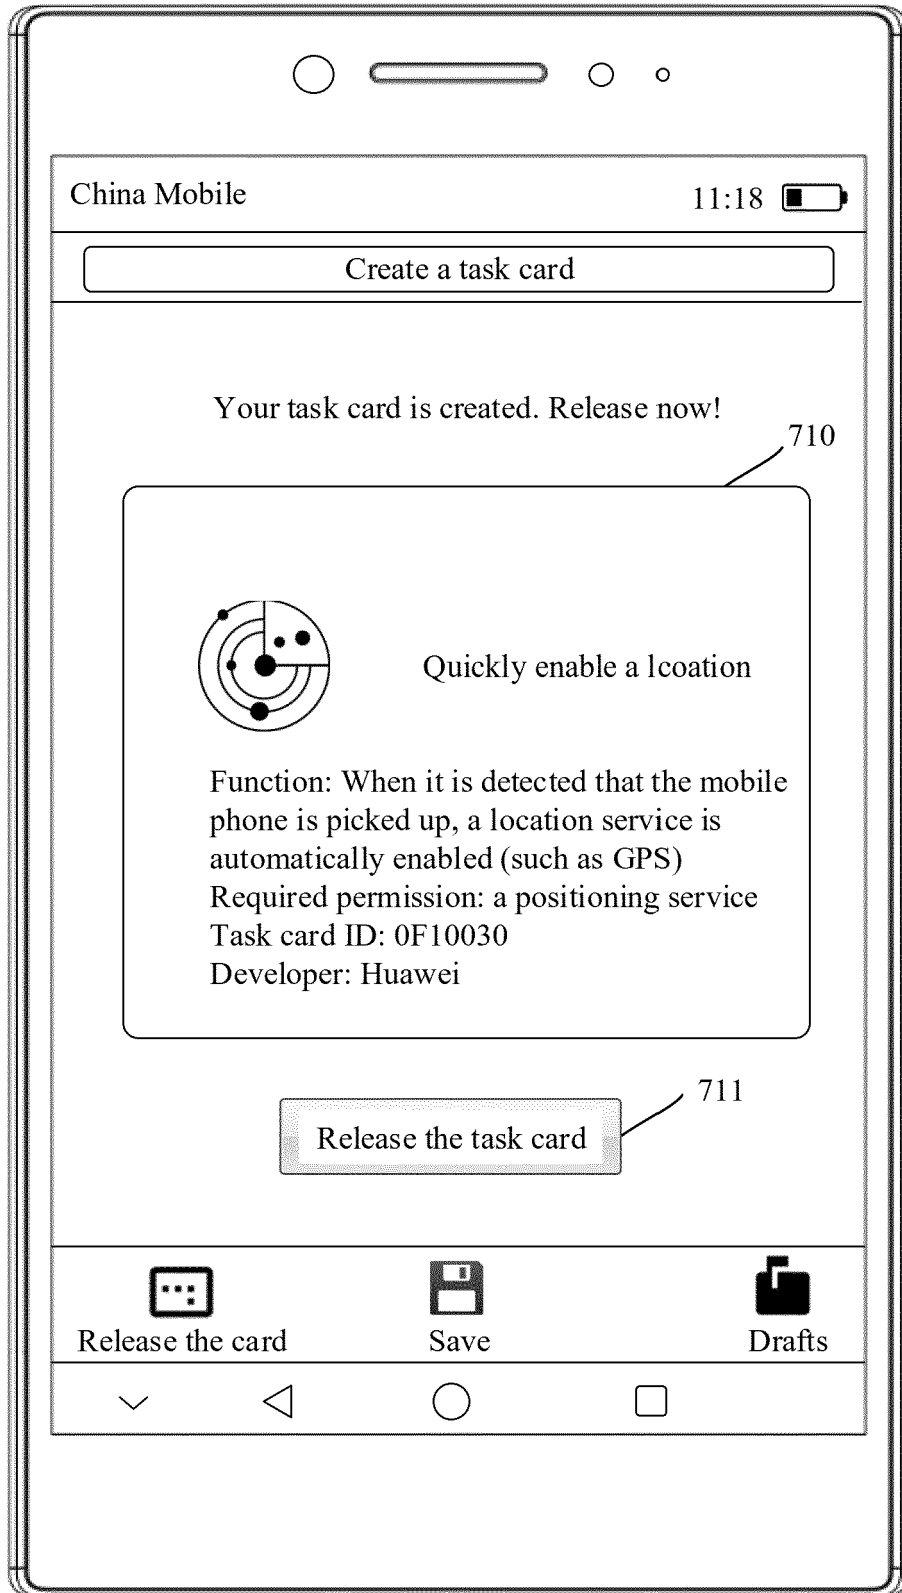 China Mobile
11:18
Create a task card
Your task card is created. Release now!
710
Quickly enable a lcoation
Function: When it is detected that the mobile
phone is picked up, a location service is
automatically enabled (such as GPS)
Required permission: a positioning service
Task card ID: 0F10030
Developer: Huawei
711
Release the task card
Release the card
Save
Drafts